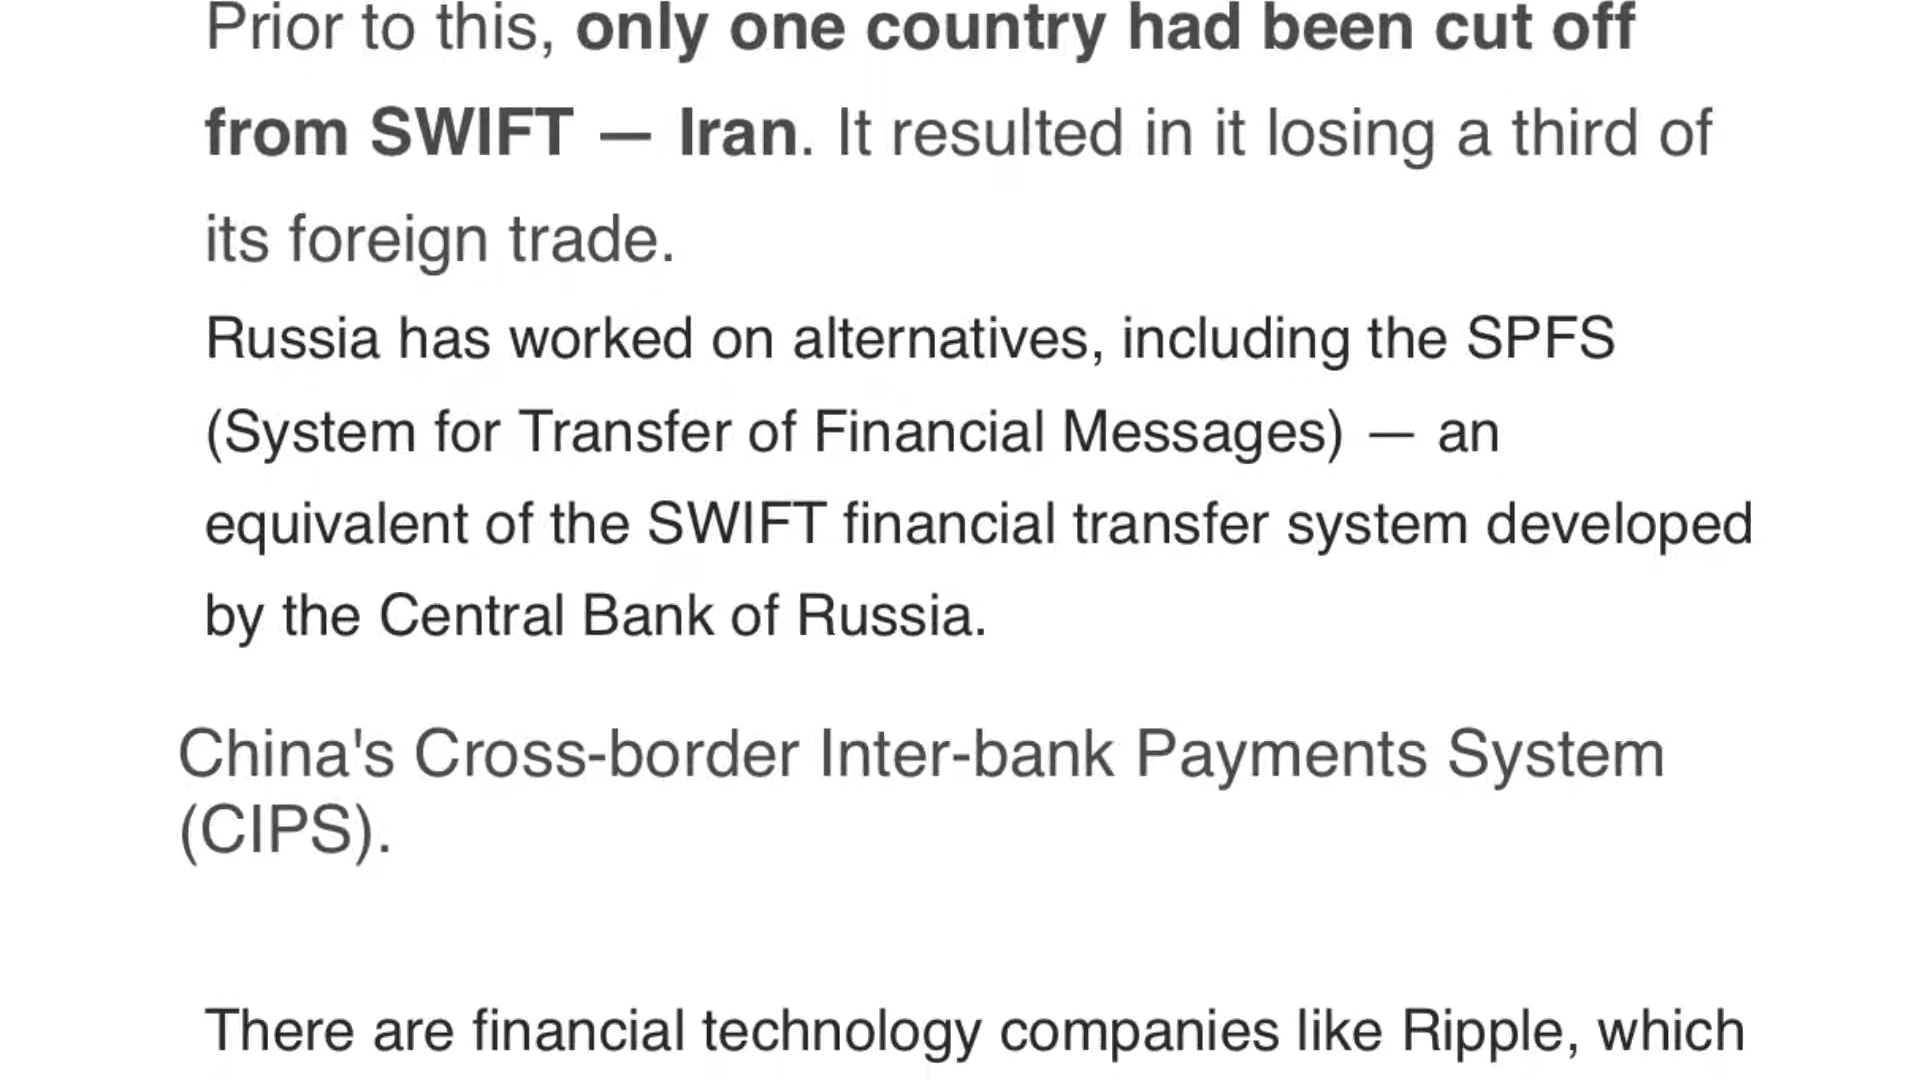 Prior to this, only one country had been cut off
from SWIFT — Iran. It resulted in it losing a third of
its foreign trade.
Russia has worked on alternatives, including the SPFS
(System for Transfer of Financial Messages) — an
equivalent of the SWIFT financial transfer system developed
by the Central Bank of Russia.
China's Cross-border Inter-bank Payments System
(CIPS).
There are financial technology companies like Ripple, which